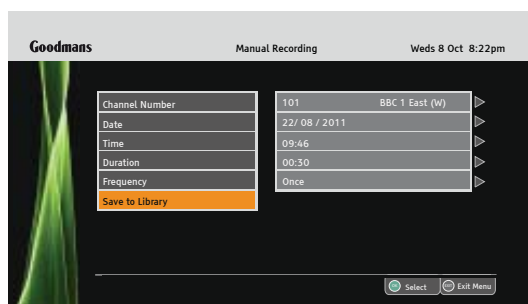 Goodmans Manual Recording Weds 8 Oct 8:22pm
Channel Number 101 BBC 1 East (W)
Date 22/ 08 / 2011
Time 09:46
Duration 00:30
Frequency Once
Save to Library
Select Exit Menu